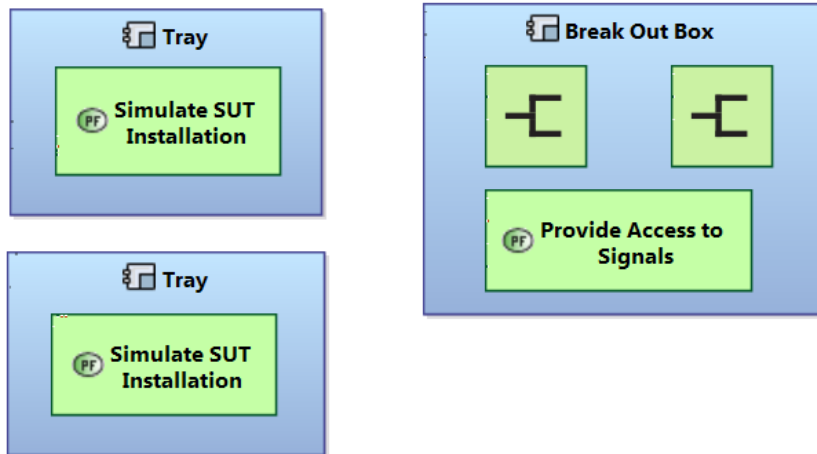 Tray
PF Simulate SUT
Installation
Break Out Box
PF Provide Access to
Signals
Tray
PF Simulate SUT
Installation